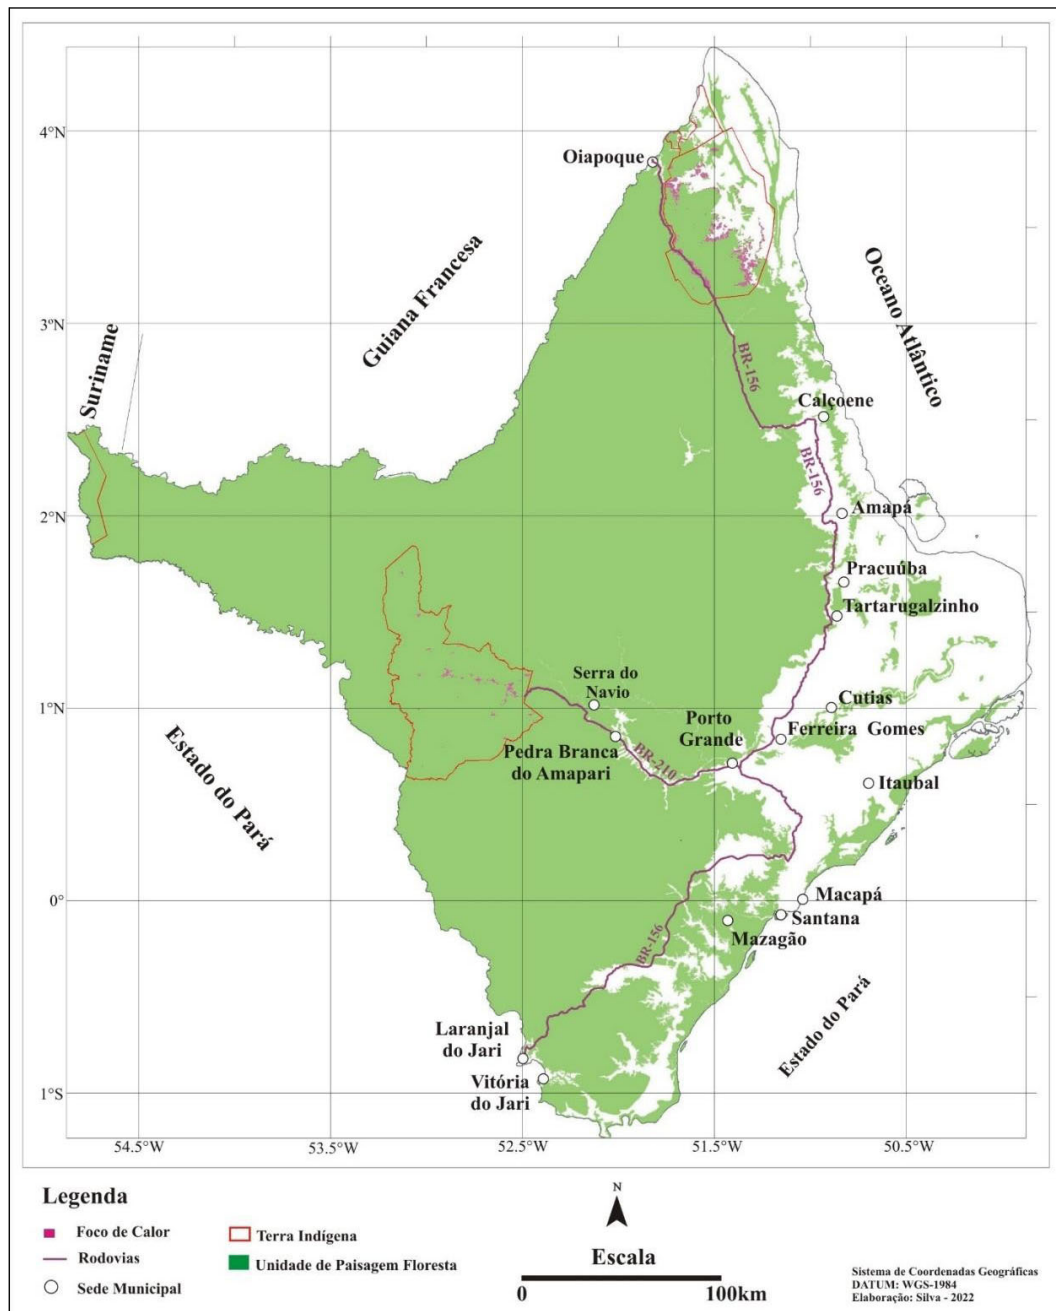 4°N
Oiapoque
Guiana Francesa
Oceano Atlântico
3°N
Suriname
BR-156
Calçoene
BR-156
2°N
Amapá
Pracuúba
Tartarugalzinho
Serra do
Navio
1°N
Cutias
Porto
Grande
Ferreira Gomes
Pedra Branca
do Amapari
BR-210
Estado do Pará
Itaubal
0°
Macapá
Santana
Mazagão
BR-156
Estado do Pará
Laranjal
do Jari
Vitória
do Jari
1°S
54.5°W 53.5°W 52.5°W 51.5°W 50.5°W
Legenda
Foco de Calor
Rodovias
Sede Municipal
Terra Indígena
Unidade de Paisagem Floresta
N
Escala
0 100km
Sistema de Coordenadas Geográficas
DATUM: WGS-1984
Elaboração: Silva - 2022